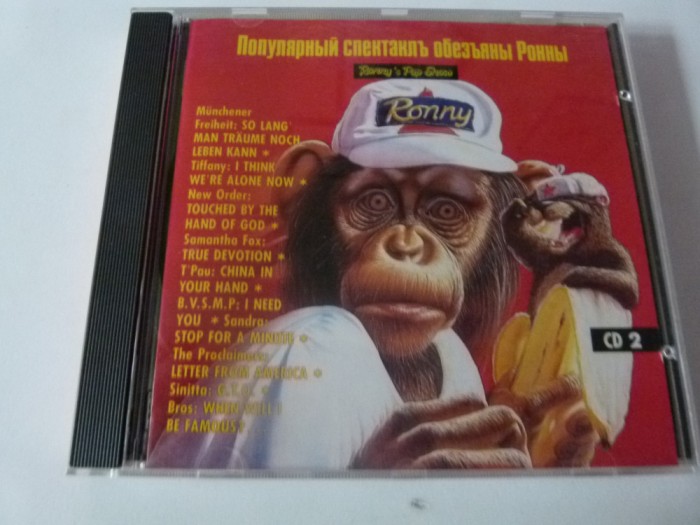 Популярный спектаклъ обезъяны Ронны
Ronny's Pop Show
Ronny
Münchener
Freiheit: SO LANG'
MAN TRÄUME NOCH
LEBEN KANN *
Tiffany: I THINK
WE'RE ALONE NOW *
New Order:
TOUCHED BY THE
HAND OF GOD *
Samantha Fox:
TRUE DEVOTION *
T'Pau: CHINA IN
YOUR HAND *
B.V.S.M.P: I NEED
YOU * Sandra:
STOP FOR A MINUTE *
The Proclaimers:
LETTER FROM AMERICA *
Sinitta: G.T.O. *
Bros: WHEN WILL I
BE FAMOUS?
CD 2